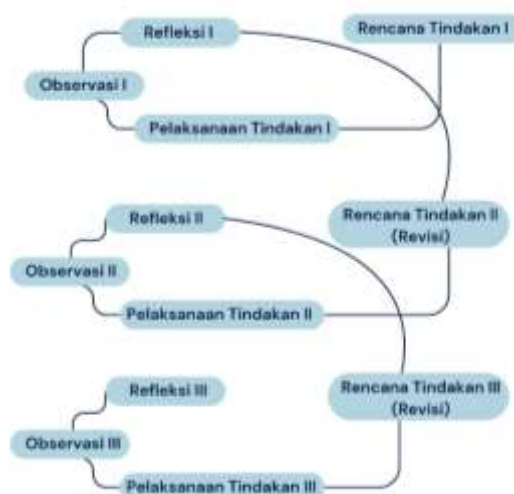 Refleksi I
Rencana Tindakan I
Observasi I
Pelaksanaan Tindakan I
Refleksi II
Rencana Tindakan II
(Revisi)
Observasi II
Pelaksanaan Tindakan II
Refleksi III
Rencana Tindakan III
(Revisi)
Observasi III
Pelaksanaan Tindakan III